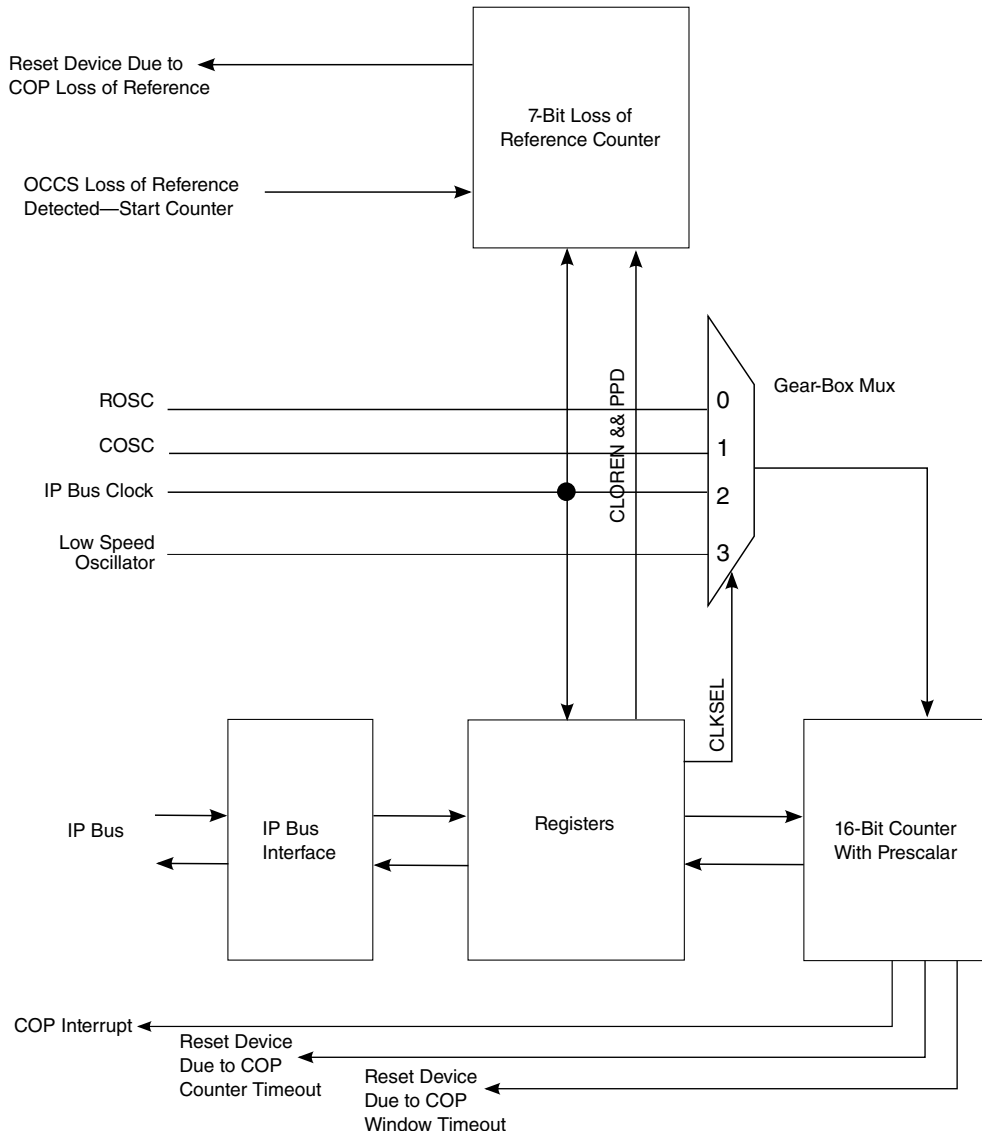 Reset Device Due to
COP Loss of Reference
7-Bit Loss of
Reference Counter
OCCS Loss of Reference
Detected—Start Counter
CLOREN && PPD
Gear-Box Mux
ROSC
0
COSC
1
IP Bus Clock
2
Low Speed
Oscillator
3
CLKSEL
IP Bus
IP Bus
Interface
Registers
16-Bit Counter
With Prescalar
COP Interrupt
Reset Device
Due to COP
Counter Timeout
Reset Device
Due to COP
Window Timeout